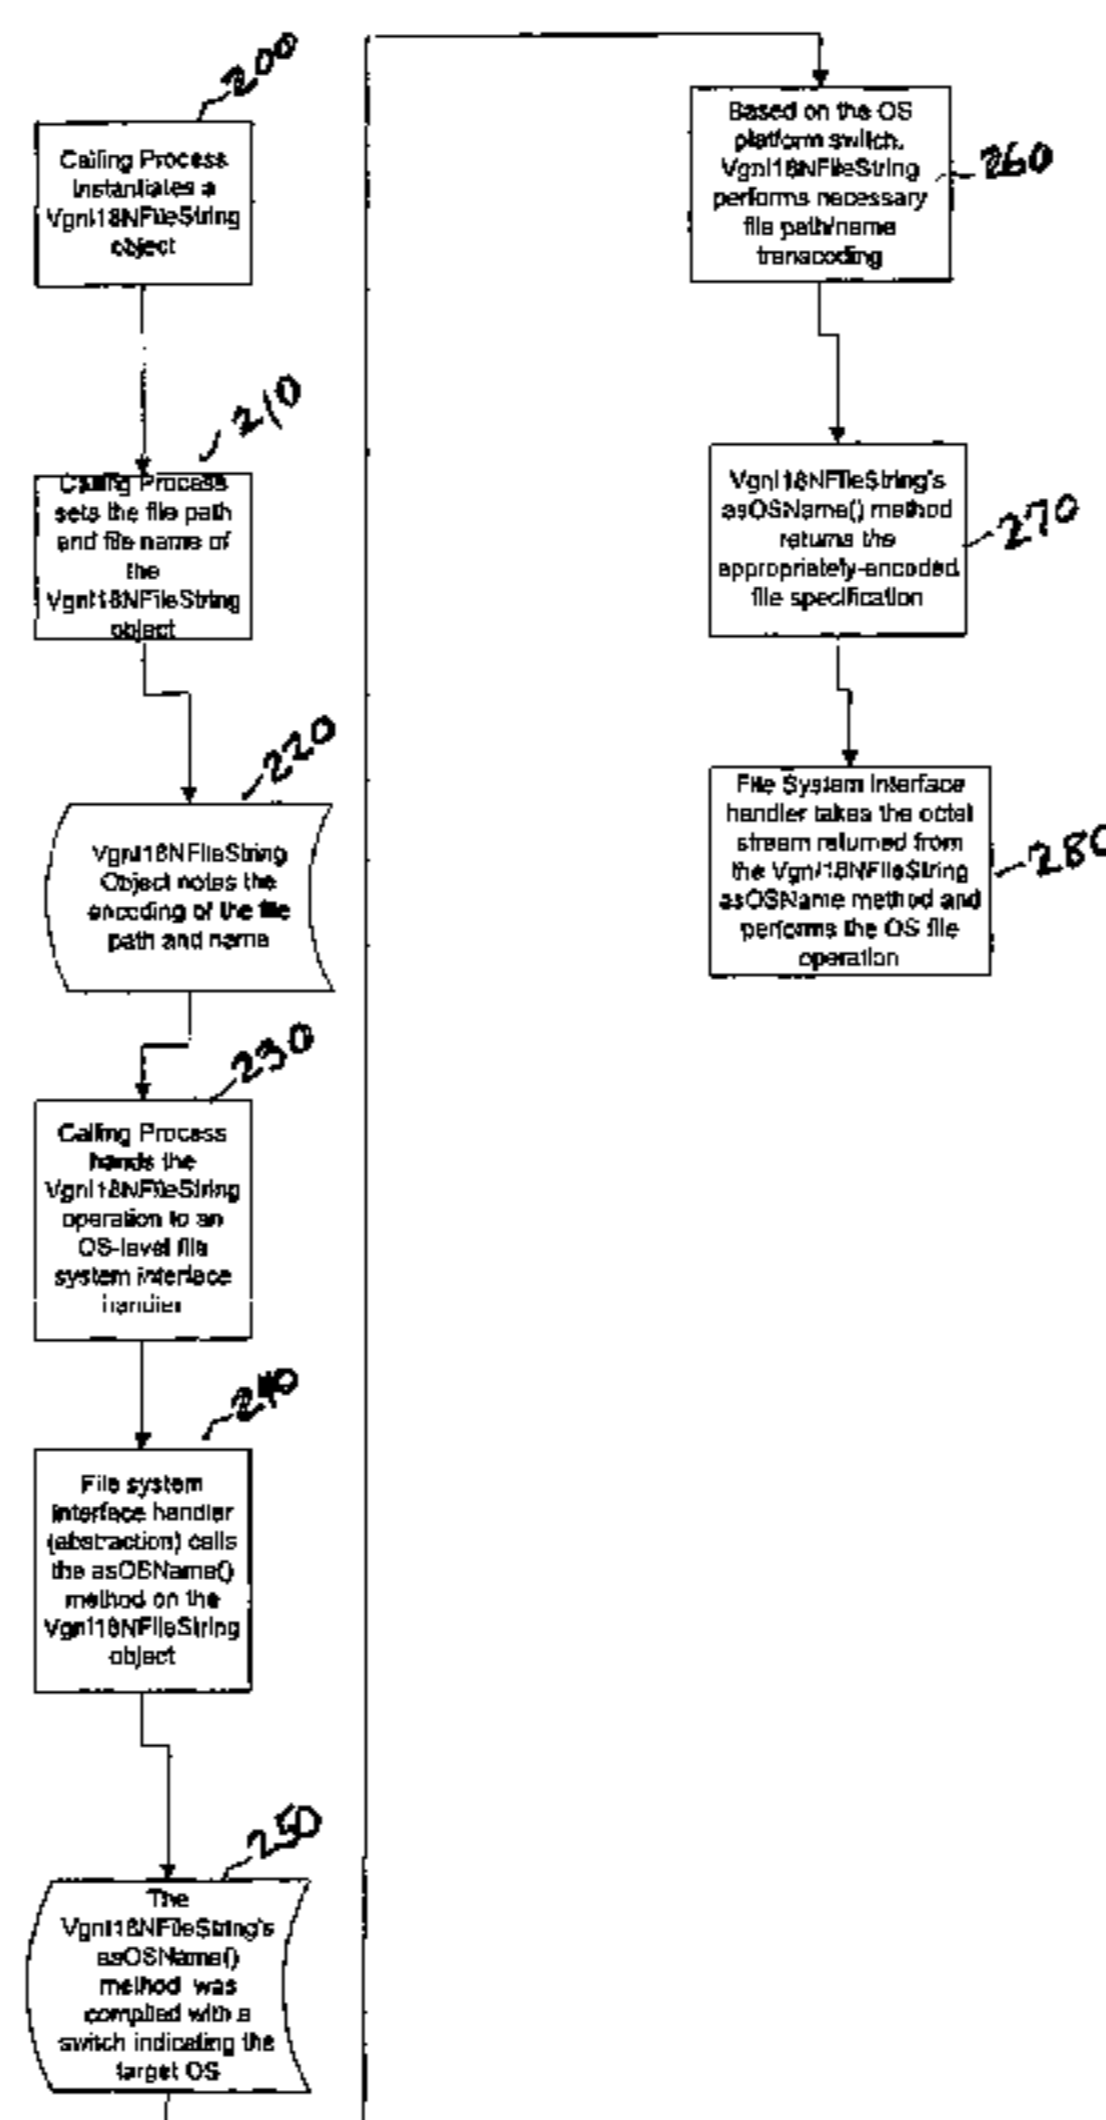 200
Calling Process
Instantiates a
VgnI18NFileString
object
210
Calling Process
sets the file path
and file name of
the
VgnI18NFileString
object
220
VgnI18NFileString
Object notes the
encoding of the file
path and name
230
Calling Process
hands the
VgnI18NFileString
operation to an
OS-level file
system interface
handler
240
File system
interface handler
(abstraction) calls
the asOSName()
method on the
VgnI18NFileString
object
250
The
VgnI18NFileString's
asOSName()
method was
compiled with a
switch indicating the
target OS
Based on the OS
platform switch,
VgnI18NFileString
performs necessary
file path/name
transcoding
260
VgnI18NFileString's
asOSName() method
returns the
appropriately-encoded
file specification
270
File System Interface
handler takes the octet
stream returned from
the VgnI18NFileString
asOSName method and
performs the OS file
operation
280